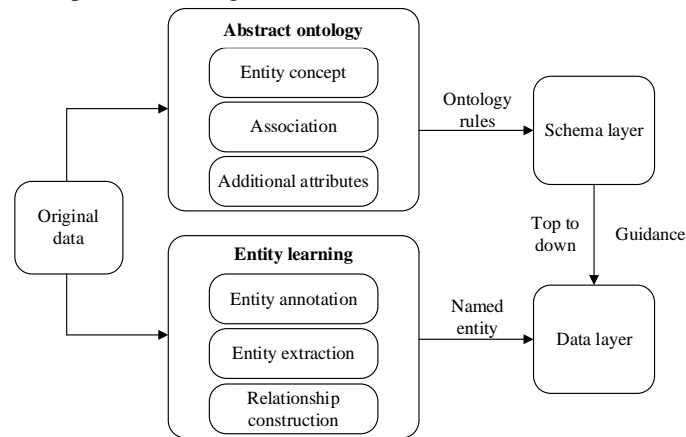 Abstract ontology
Entity concept
Association
Additional attributes
Ontology
rules
Schema layer
Original
data
Top to
down
Guidance
Entity learning
Entity annotation
Entity extraction
Relationship
construction
Named
entity
Data layer